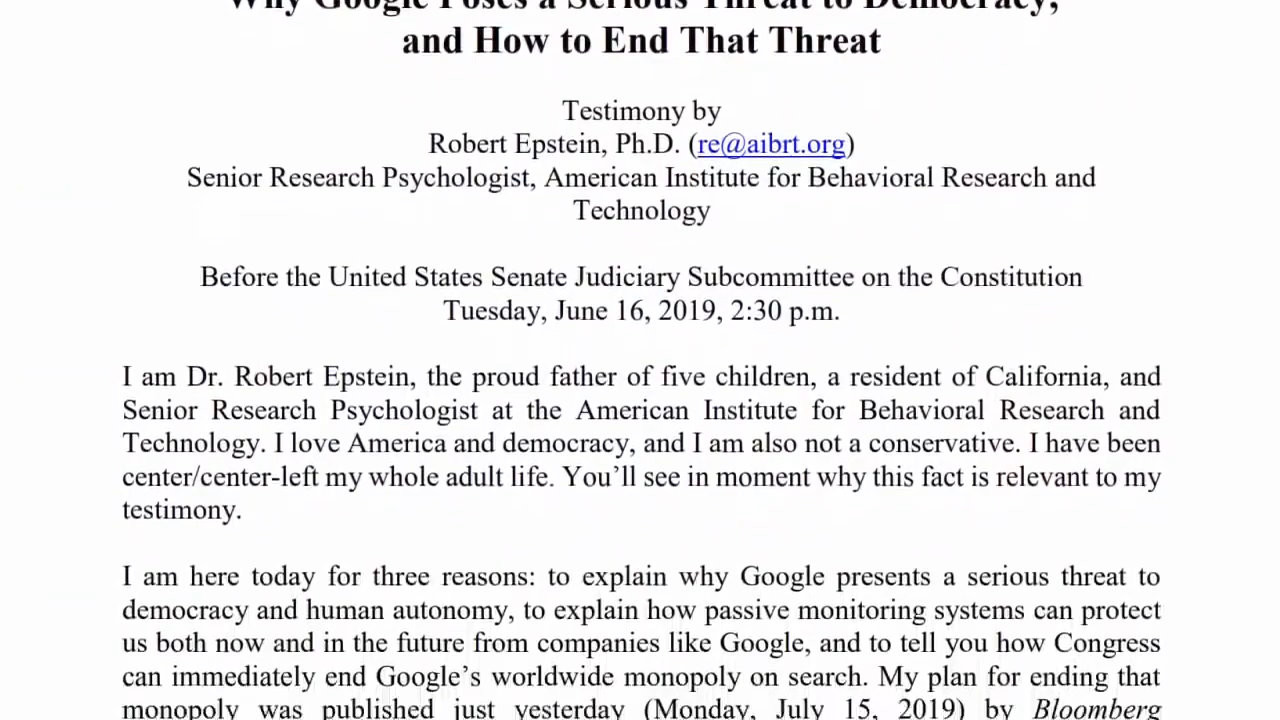 Why Google Poses a Serious Threat to Democracy,
and How to End That Threat
Testimony by
Robert Epstein, Ph.D. (re@aibrt.org)
Senior Research Psychologist, American Institute for Behavioral Research and
Technology
Before the United States Senate Judiciary Subcommittee on the Constitution
Tuesday, June 16, 2019, 2:30 p.m.
I am Dr. Robert Epstein, the proud father of five children, a resident of California, and
Senior Research Psychologist at the American Institute for Behavioral Research and
Technology. I love America and democracy, and I am also not a conservative. I have been
center/center-left my whole adult life. You’ll see in moment why this fact is relevant to my
testimony.
I am here today for three reasons: to explain why Google presents a serious threat to
democracy and human autonomy, to explain how passive monitoring systems can protect
us both now and in the future from companies like Google, and to tell you how Congress
can immediately end Google’s worldwide monopoly on search. My plan for ending that
monopoly was published just yesterday (Monday, July 15, 2019) by Bloomberg